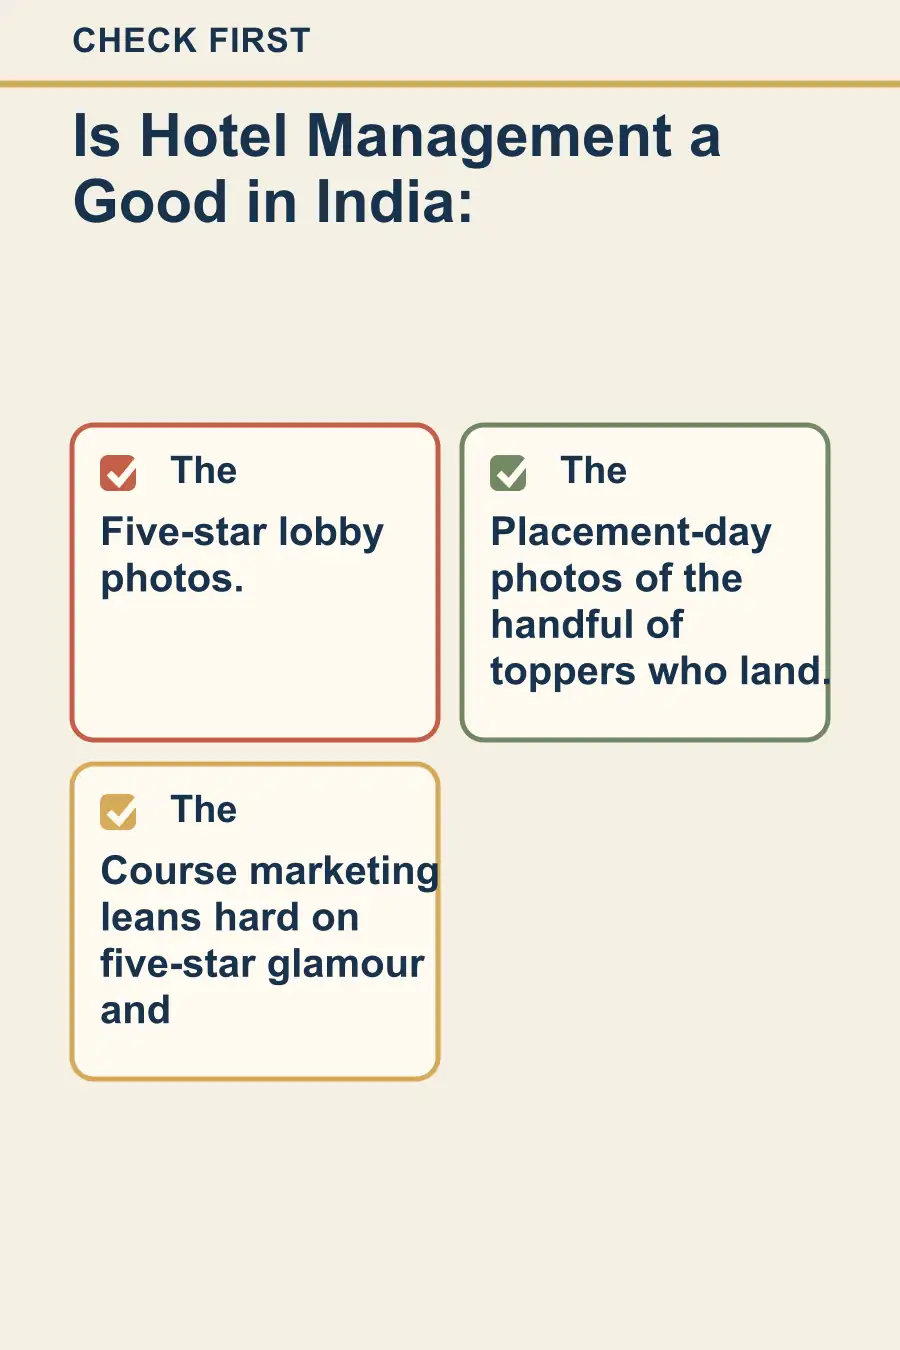 CHECK FIRST
Is Hotel Management a
Good in India:
The
Five-star lobby
photos.
The
Placement-day
photos of the
handful of
toppers who land.
The
Course marketing
leans hard on
five-star glamour
and